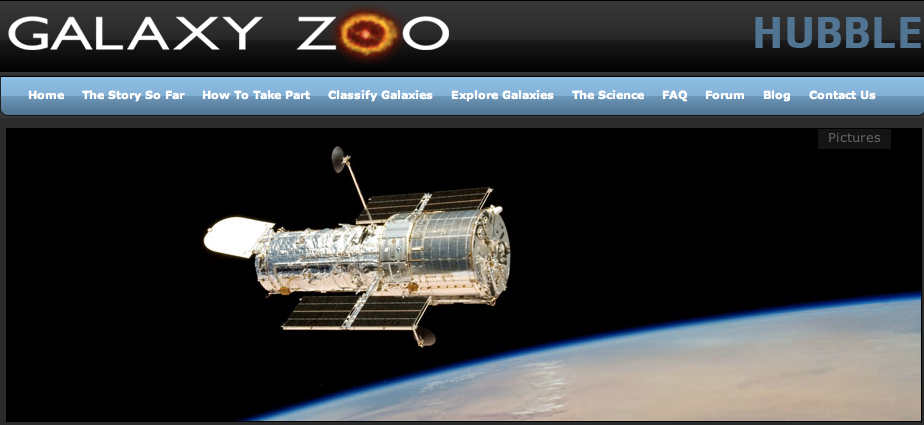 GALAXY ZOO HUBBLE
Home The Story So Far How To Take Part Classify Galaxies Explore Galaxies The Science FAQ Forum Blog Contact Us
Pictures